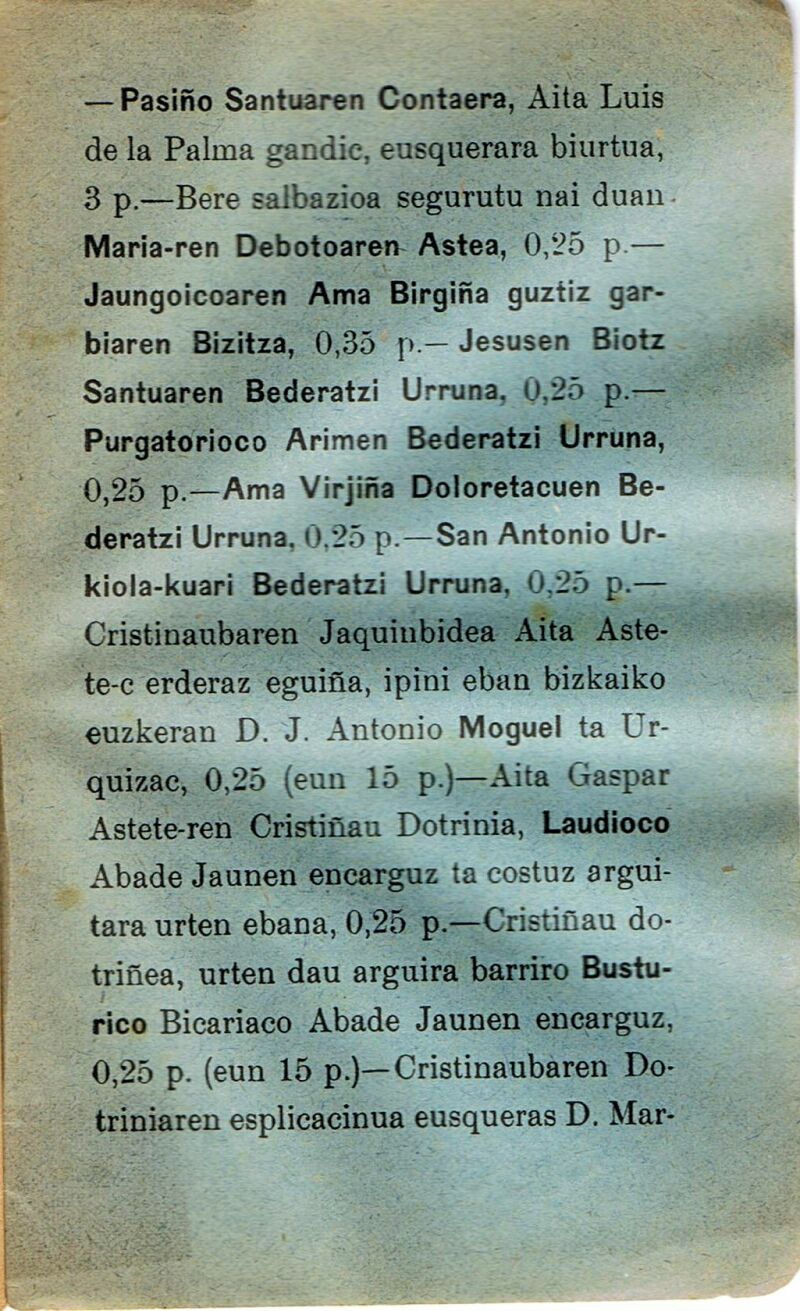 —Pasiño Santuaren Contaera, Aita Luis
de la Palma gandic, eusquerara biurtua,
3 p.—Bere salbazioa segurutu nai duan
Maria-ren Debotoaren Astea, 0,25 p.—
Jaungoicoaren Ama Birgiña guztiz gar-
biaren Bizitza, 0,35 p.—Jesusen Biotz
Santuaren Bederatzi Urruna, 0,25 p.—
Purgatorioco Arimen Bederatzi Urruna,
0,25 p.—Ama Virjiña Doloretacuen Be-
deratzi Urruna, 0,25 p.—San Antonio Ur-
kiola-kuari Bederatzi Urruna, 0,25 p.—
Cristinaubaren Jaquinbidea Aita Aste-
te-c erderaz eguiña, ipini eban bizkaiko
euzkeran D. J. Antonio Moguel ta Ur-
quizac, 0,25 (eun 15 p.)—Aita Gaspar
Astete-ren Cristiñau Dotrinia, Laudioco
Abade Jaunen encarguz ta costuz argui-
tara urten ebana, 0,25 p.—Cristiñau do-
triñea, urten dau arguira barriro Bustu-
rico Bicariaco Abade Jaunen encarguz,
0,25 p. (eun 15 p.)—Cristinaubaren Do-
triniaren esplicacinua eusqueras D. Mar-